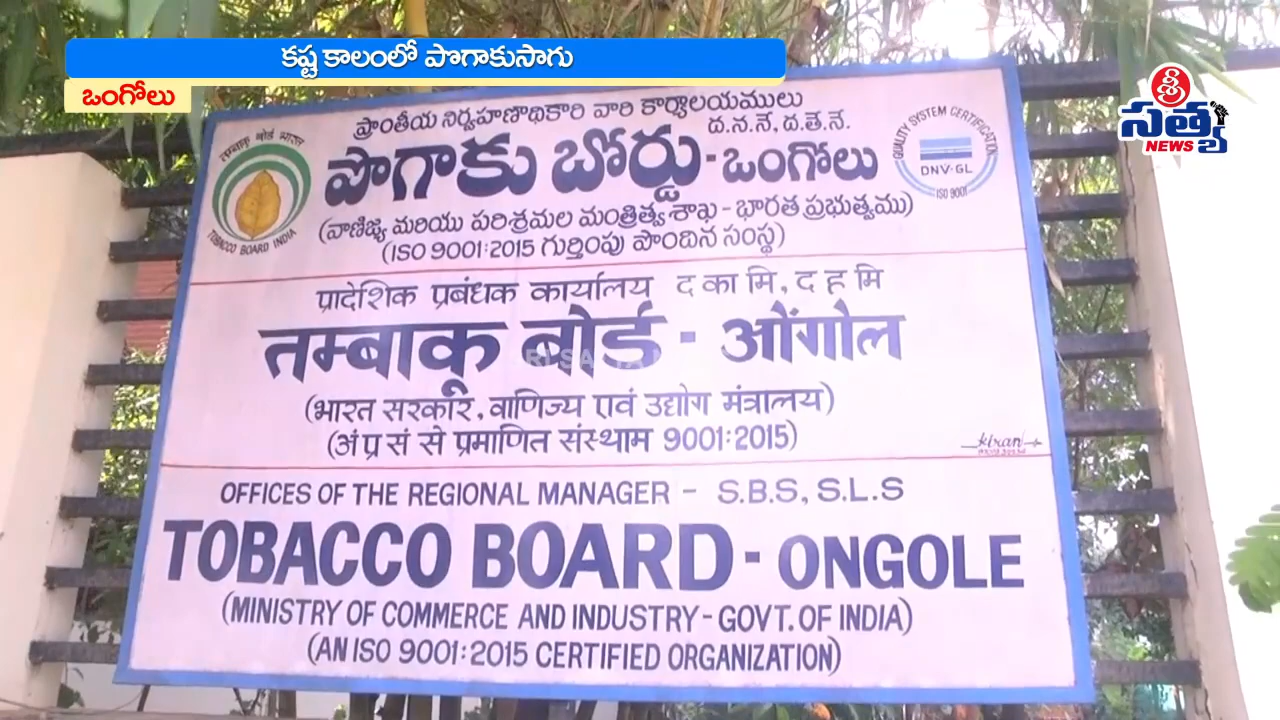 కష్ట కాలంలో పొగాకుసాగు
ఒంగోలు
శ్రీ
సత్య
NEWS
ప్రాంతీయ నిర్వహణాధికారి వారి కార్యాలయములు
ద.న.నే, ద.తె.నే.
పొగాకు బోర్డు - ఒంగోలు
(వాణిజ్య మరియు పరిశ్రమల మంత్రిత్వ శాఖ - భారత ప్రభుత్వము)
(ISO 9001:2015 గుర్తింపు పొందిన సంస్థ)
तम्बाकू बोर्ड भारत
TOBACCO BOARD INDIA
QUALITY SYSTEM CERTIFICATION
DNV·GL
ISO 9001
प्रादेशिक प्रबंधक कार्यालय द का मि, द ह मि
तम्बाकू बोर्ड - ओंगोल
(भारत सरकार, वाणिज्य एवं उद्योग मंत्रालय)
(अं प्र सं से प्रमाणित संस्थाम 9001:2015)
kiran
OFFICES OF THE REGIONAL MANAGER - S.B.S, S.L.S
TOBACCO BOARD - ONGOLE
(MINISTRY OF COMMERCE AND INDUSTRY - GOVT. OF INDIA)
(AN ISO 9001:2015 CERTIFIED ORGANIZATION)